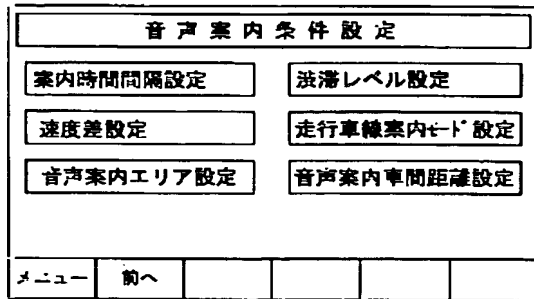 音声案内条件設定
案内時間間隔設定
渋滞レベル設定
速度差設定
走行車線案内ﾓｰﾄﾞ設定
音声案内エリア設定
音声案内車間距離設定
メニュー
前へ